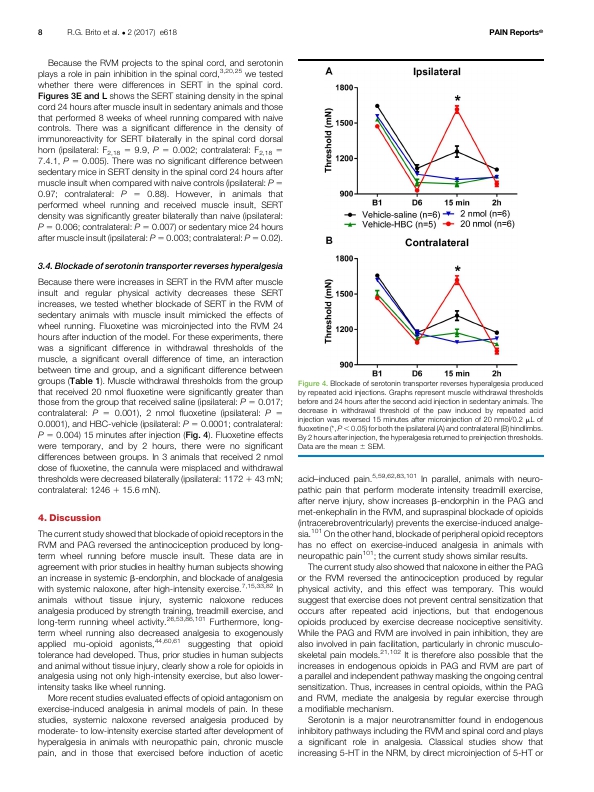 8 R.G. Brito et al. • 2 (2017) e618 PAIN Reports®
Because the RVM projects to the spinal cord, and serotonin
plays a role in pain inhibition in the spinal cord,3,20,25 we tested
whether there were differences in SERT in the spinal cord.
Figures 3E and L shows the SERT staining density in the spinal
cord 24 hours after muscle insult in sedentary animals and those
that performed 8 weeks of wheel running compared with naive
controls. There was a significant difference in the density of
immunoreactivity for SERT bilaterally in the spinal cord dorsal
horn (ipsilateral: F2,18 = 9.9, P = 0.002; contralateral: F2,18 =
7.4.1, P = 0.005). There was no significant difference between
sedentary mice in SERT density in the spinal cord 24 hours after
muscle insult when compared with naive controls (ipsilateral: P =
0.97; contralateral: P = 0.88). However, in animals that
performed wheel running and received muscle insult, SERT
density was significantly greater bilaterally than naive (ipsilateral:
P = 0.006; contralateral: P = 0.007) or sedentary mice 24 hours
after muscle insult (ipsilateral: P = 0.003; contralateral: P = 0.02).
3.4. Blockade of serotonin transporter reverses hyperalgesia
Because there were increases in SERT in the RVM after muscle
insult and regular physical activity decreases these SERT
increases, we tested whether blockade of SERT in the RVM of
sedentary animals with muscle insult mimicked the effects of
wheel running. Fluoxetine was microinjected into the RVM 24
hours after induction of the model. For these experiments, there
was a significant difference in withdrawal thresholds of the
muscle, a significant overall difference of time, an interaction
between time and group, and a significant difference between
groups (Table 1). Muscle withdrawal thresholds from the group
that received 20 nmol fluoxetine were significantly greater than
those from the group that received saline (ipsilateral: P = 0.017;
contralateral: P = 0.001), 2 nmol fluoxetine (ipsilateral: P =
0.0001), and HBC-vehicle (ipsilateral: P = 0.0001; contralateral:
P = 0.004) 15 minutes after injection (Fig. 4). Fluoxetine effects
were temporary, and by 2 hours, there were no significant
differences between groups. In 3 animals that received 2 nmol
dose of fluoxetine, the cannula were misplaced and withdrawal
thresholds were decreased bilaterally (ipsilateral: 1172 + 43 mN;
contralateral: 1246 + 15.6 mN).
4. Discussion
The current study showed that blockade of opioid receptors in the
RVM and PAG reversed the antinociception produced by long-
term wheel running before muscle insult. These data are in
agreement with prior studies in healthy human subjects showing
an increase in systemic β-endorphin, and blockade of analgesia
with systemic naloxone, after high-intensity exercise.7,15,33,82 In
animals without tissue injury, systemic naloxone reduces
analgesia produced by strength training, treadmill exercise, and
long-term running wheel activity.26,53,86,101 Furthermore, long-
term wheel running also decreased analgesia to exogenously
applied mu-opioid agonists,44,60,61 suggesting that opioid
tolerance had developed. Thus, prior studies in human subjects
and animal without tissue injury, clearly show a role for opioids in
analgesia using not only high-intensity exercise, but also lower-
intensity tasks like wheel running.
More recent studies evaluated effects of opioid antagonism on
exercise-induced analgesia in animal models of pain. In these
studies, systemic naloxone reversed analgesia produced by
moderate- to low-intensity exercise started after development of
hyperalgesia in animals with neuropathic pain, chronic muscle
pain, and in those that exercised before induction of acetic
A Ipsilateral
1800
1500
1200
900
Threshold (mN)
*
B1 D6 15 min 2h
Vehicle-saline (n=6) 2 nmol (n=6)
Vehicle-HBC (n=5) 20 nmol (n=6)
B Contralateral
1800
1500
1200
900
Threshold (mN)
*
B1 D6 15 min 2h
Figure 4. Blockade of serotonin transporter reverses hyperalgesia produced
by repeated acid injections. Graphs represent muscle withdrawal thresholds
before and 24 hours after the second acid injection in sedentary animals. The
decrease in withdrawal threshold of the paw induced by repeated acid
injection was reversed 15 minutes after microinjection of 20 nmol/0.2 μL of
fluoxetine (*, P < 0.05) for both the ipsilateral (A) and contralateral (B) hindlimbs.
By 2 hours after injection, the hyperalgesia returned to preinjection thresholds.
Data are the mean ± SEM.
acid–induced pain.5,59,62,83,101 In parallel, animals with neuro-
pathic pain that perform moderate intensity treadmill exercise,
after nerve injury, show increases β-endorphin in the PAG and
met-enkephalin in the RVM, and supraspinal blockade of opioids
(intracerebroventricularly) prevents the exercise-induced analge-
sia.101 On the other hand, blockade of peripheral opioid receptors
has no effect on exercise-induced analgesia in animals with
neuropathic pain101; the current study shows similar results.
The current study also showed that naloxone in either the PAG
or the RVM reversed the antinociception produced by regular
physical activity, and this effect was temporary. This would
suggest that exercise does not prevent central sensitization that
occurs after repeated acid injections, but that endogenous
opioids produced by exercise decrease nociceptive sensitivity.
While the PAG and RVM are involved in pain inhibition, they are
also involved in pain facilitation, particularly in chronic musculo-
skeletal pain models.21,102 It is therefore also possible that the
increases in endogenous opioids in PAG and RVM are part of
a parallel and independent pathway masking the ongoing central
sensitization. Thus, increases in central opioids, within the PAG
and RVM, mediate the analgesia by regular exercise through
a modifiable mechanism.
Serotonin is a major neurotransmitter found in endogenous
inhibitory pathways including the RVM and spinal cord and plays
a significant role in analgesia. Classical studies show that
increasing 5-HT in the NRM, by direct microinjection of 5-HT or